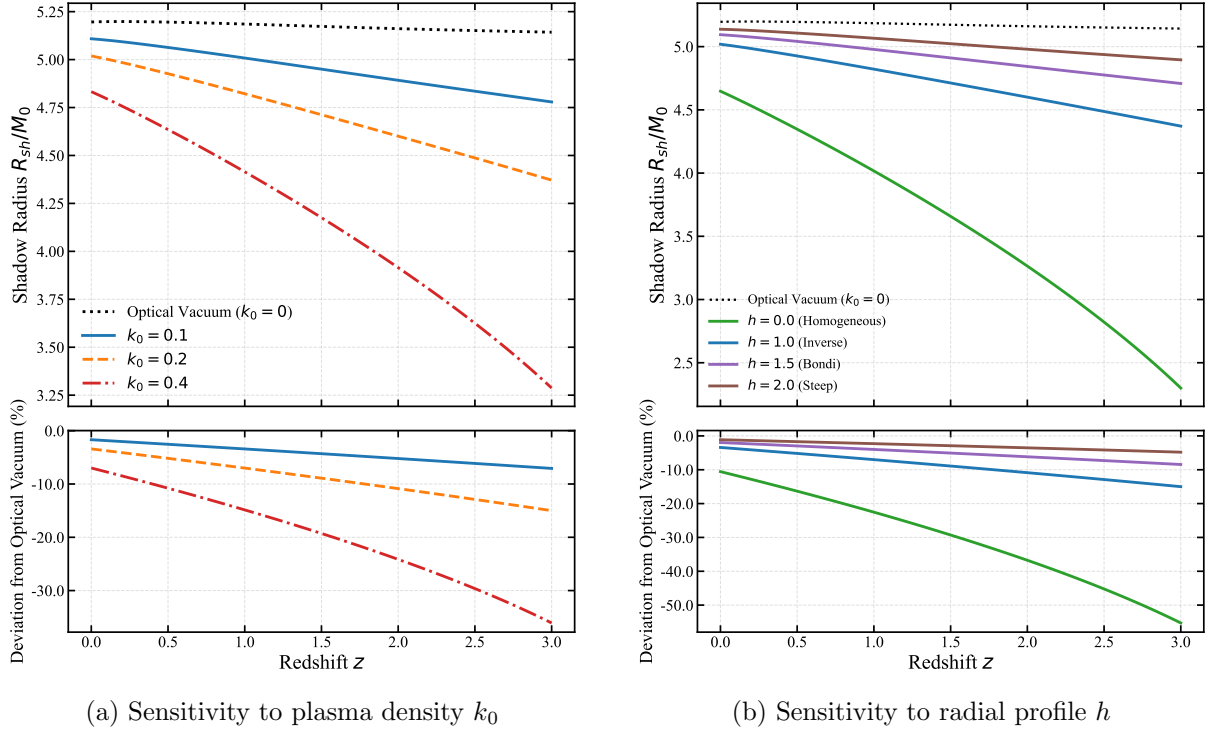 Shadow Radius R_sh/M_0
5.25
5.00
4.75
4.50
4.25
4.00
3.75
3.50
3.25
Optical Vacuum (k_0 = 0)
k_0 = 0.1
k_0 = 0.2
k_0 = 0.4
Deviation from Optical Vacuum (%)
0.0
-10.0
-20.0
-30.0
0.0 0.5 1.0 1.5 2.0 2.5 3.0
Redshift z
(a) Sensitivity to plasma density k_0
Shadow Radius R_sh/M_0
5.0
4.5
4.0
3.5
3.0
2.5
Optical Vacuum (k_0 = 0)
h = 0.0 (Homogeneous)
h = 1.0 (Inverse)
h = 1.5 (Bondi)
h = 2.0 (Steep)
Deviation from Optical Vacuum (%)
0.0
-10.0
-20.0
-30.0
-40.0
-50.0
0.0 0.5 1.0 1.5 2.0 2.5 3.0
Redshift z
(b) Sensitivity to radial profile h